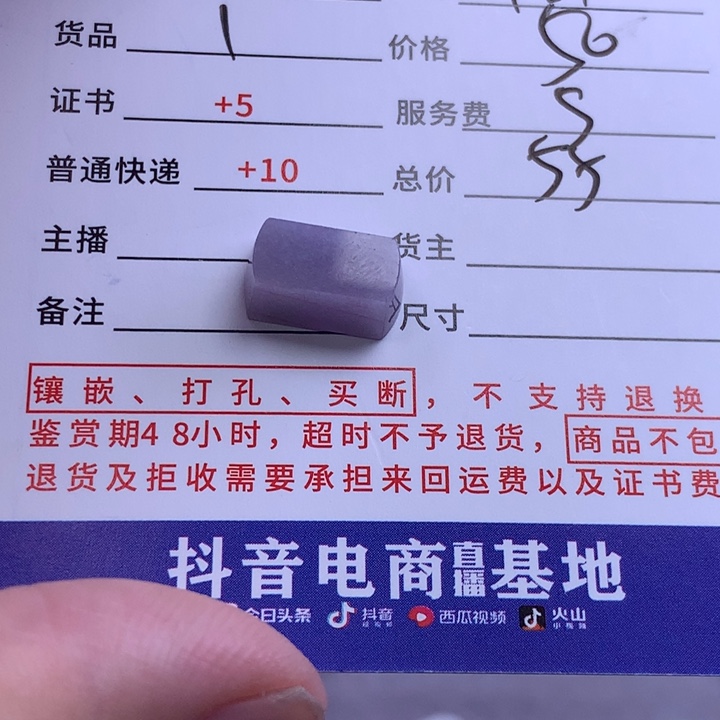 货品 1 价格
证书 +5 服务费 5
普通快递 +10 总价 55
主播 货主
备注 尺寸
镶嵌、打孔、买断，不支持退换
鉴赏期48小时，超时不予退货，商品不包
退货及拒收需要承担来回运费以及证书费
抖音电商直播基地
今日头条 抖音 西瓜视频 火山